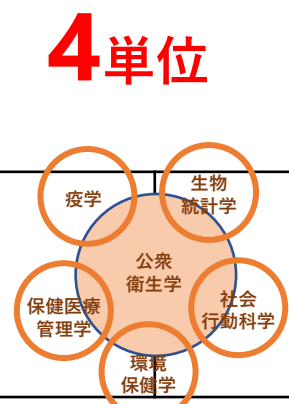 4単位
疫学
生物
統計学
公衆
衛生学
保健医療
管理学
社会
行動科学
環境
保健学